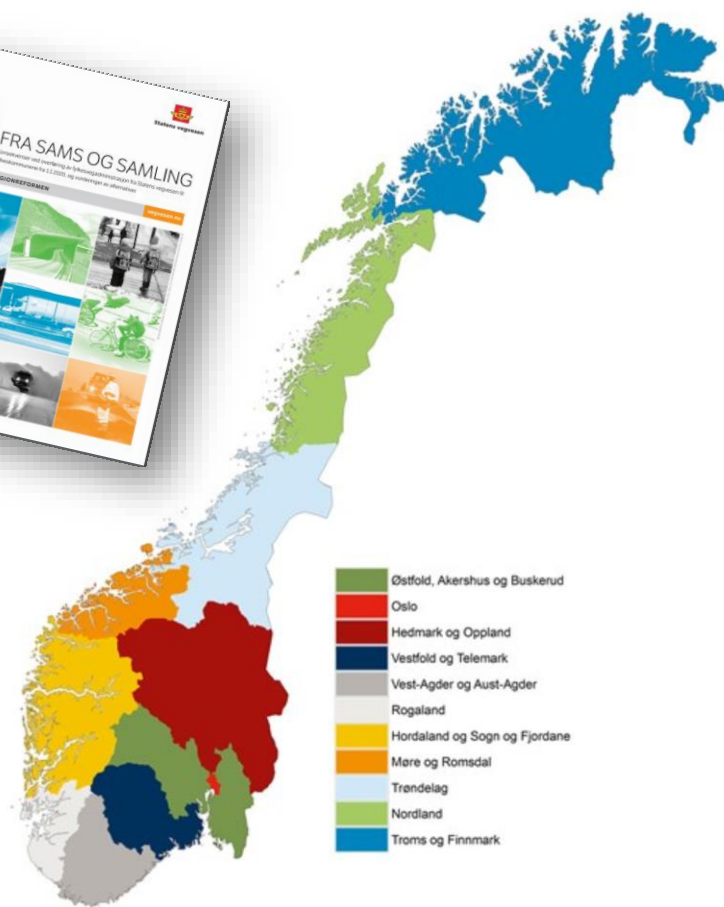 Statens vegvesen
FRA SAMS OG SAMLING
GIONREFORMEN
vegvesen.no
Østfold, Akershus og Buskerud
Oslo
Hedmark og Oppland
Vestfold og Telemark
Vest-Agder og Aust-Agder
Rogaland
Hordaland og Sogn og Fjordane
Møre og Romsdal
Trøndelag
Nordland
Troms og Finnmark